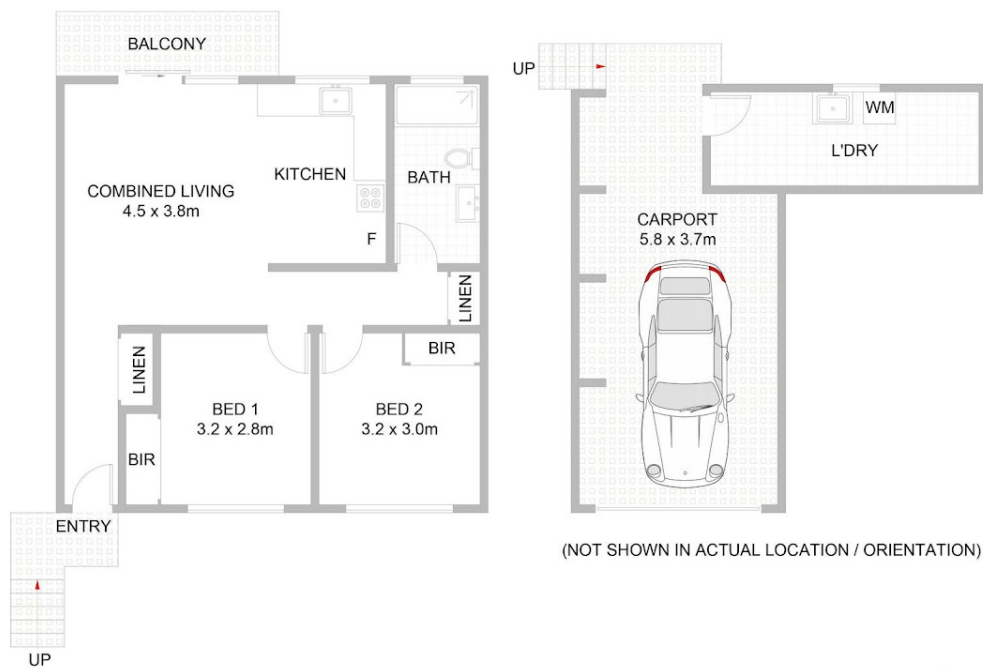 BALCONY
COMBINED LIVING
4.5 x 3.8m
KITCHEN
F
BATH
LINEN
LINEN
BIR
BIR
BED 1
3.2 x 2.8m
BED 2
3.2 x 3.0m
ENTRY
UP
UP
WM
L'DRY
CARPORT
5.8 x 3.7m
(NOT SHOWN IN ACTUAL LOCATION / ORIENTATION)